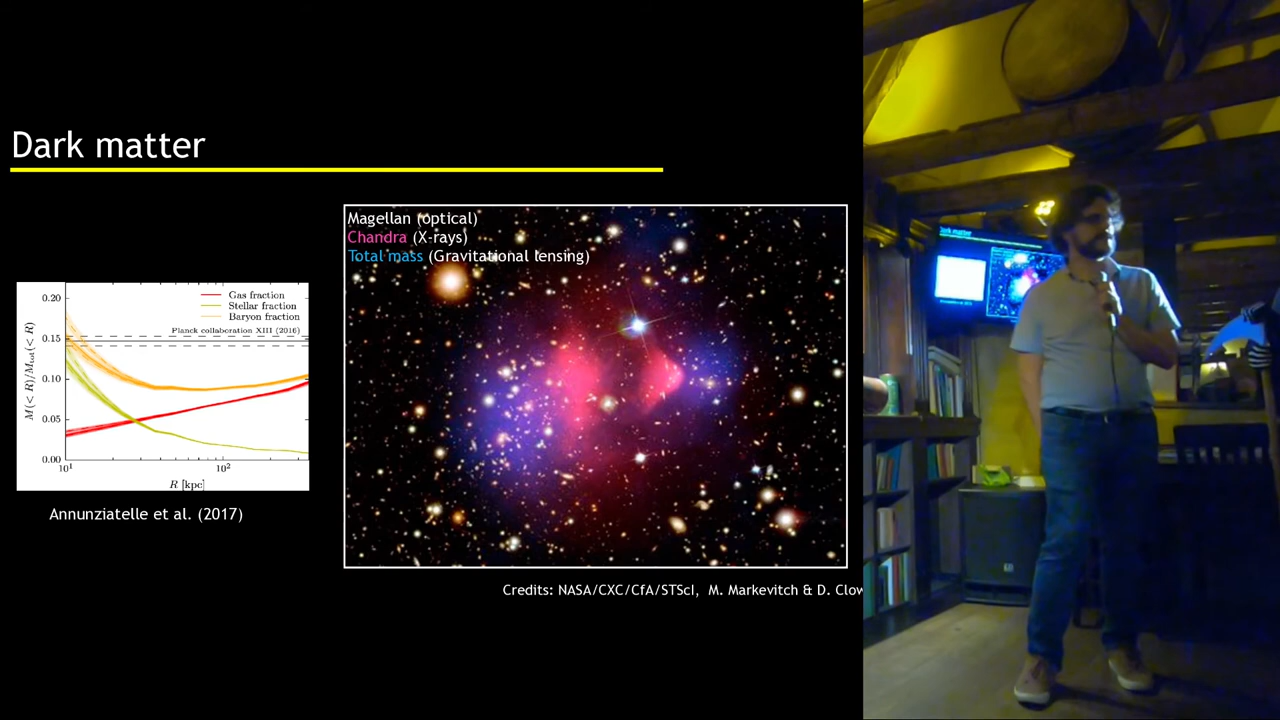 Dark matter
Magellan (optical)
Chandra (X-rays)
Total mass (Gravitational lensing)
Gas fraction
Stellar fraction
Baryon fraction
Planck collaboration XIII (2016)
0.20
0.15
0.10
0.05
0.00
M(< R)/Mtot(< R)
10¹
10²
R [kpc]
Annunziatelle et al. (2017)
Credits: NASA/CXC/CfA/STScI, M. Markevitch & D. Clow
Dark matter